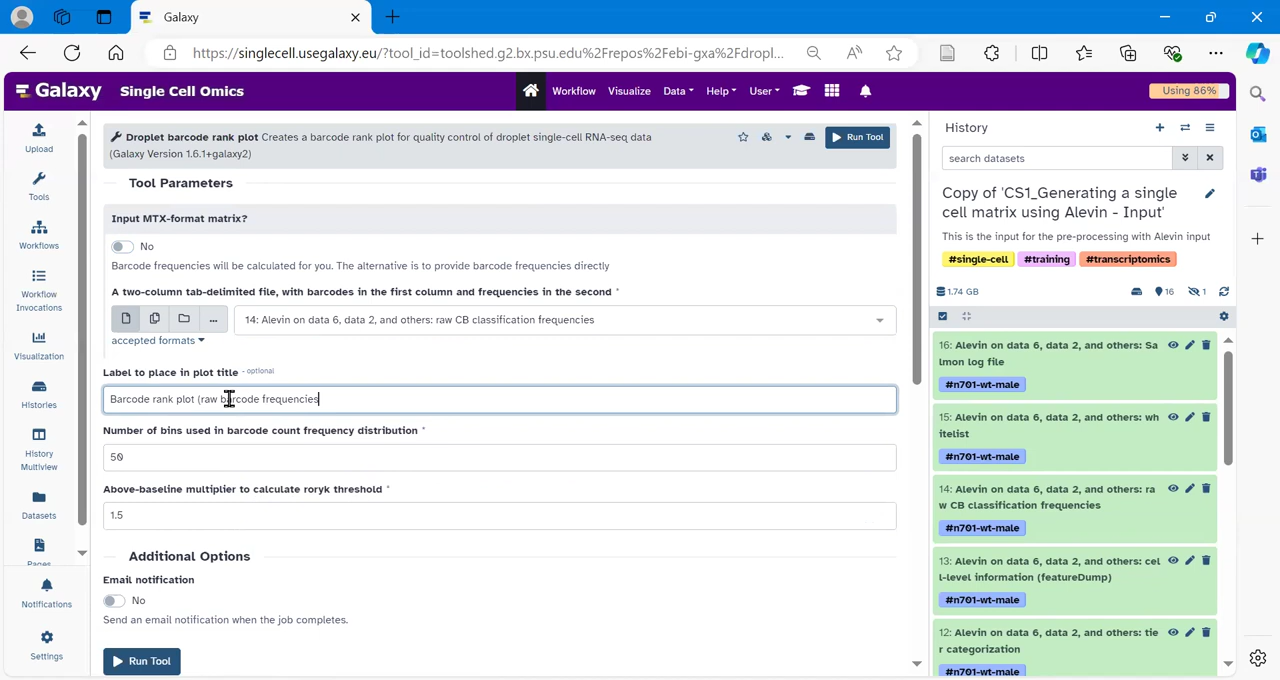 Galaxy
https://singlecell.usegalaxy.eu/?tool_id=toolshed.g2.bx.psu.edu%2Frepos%2Febi-gxa%2Fdropl...
Galaxy Single Cell Omics Workflow Visualize Data Help User Using 86%
Upload
Tools
Workflows
Workflow
Invocations
Visualization
Histories
History
Multiview
Datasets
Pages
Notifications
Settings
Droplet barcode rank plot Creates a barcode rank plot for quality control of droplet single-cell RNA-seq data
(Galaxy Version 1.6.1+galaxy2)
Run Tool
Tool Parameters
Input MTX-format matrix?
No
Barcode frequencies will be calculated for you. The alternative is to provide barcode frequencies directly
A two-column tab-delimited file, with barcodes in the first column and frequencies in the second *
... 14: Alevin on data 6, data 2, and others: raw CB classification frequencies
accepted formats
Label to place in plot title - optional
Barcode rank plot (raw barcode frequencies
Number of bins used in barcode count frequency distribution *
50
Above-baseline multiplier to calculate roryk threshold *
1.5
Additional Options
Email notification
No
Send an email notification when the job completes.
Run Tool
History
search datasets
Copy of 'CS1_Generating a single
cell matrix using Alevin - Input'
This is the input for the pre-processing with Alevin input
#single-cell #training #transcriptomics
1.74 GB 16 1
16: Alevin on data 6, data 2, and others: Sa
lmon log file
#n701-wt-male
15: Alevin on data 6, data 2, and others: wh
itelist
#n701-wt-male
14: Alevin on data 6, data 2, and others: ra
w CB classification frequencies
#n701-wt-male
13: Alevin on data 6, data 2, and others: cel
l-level information (featureDump)
#n701-wt-male
12: Alevin on data 6, data 2, and others: tie
r categorization
#n701-wt-male